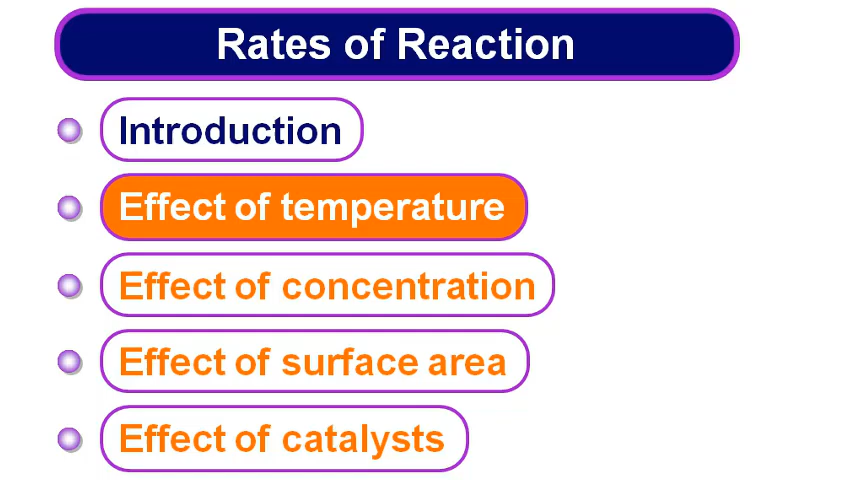 Rates of Reaction
Introduction
Effect of temperature
Effect of concentration
Effect of surface area
Effect of catalysts